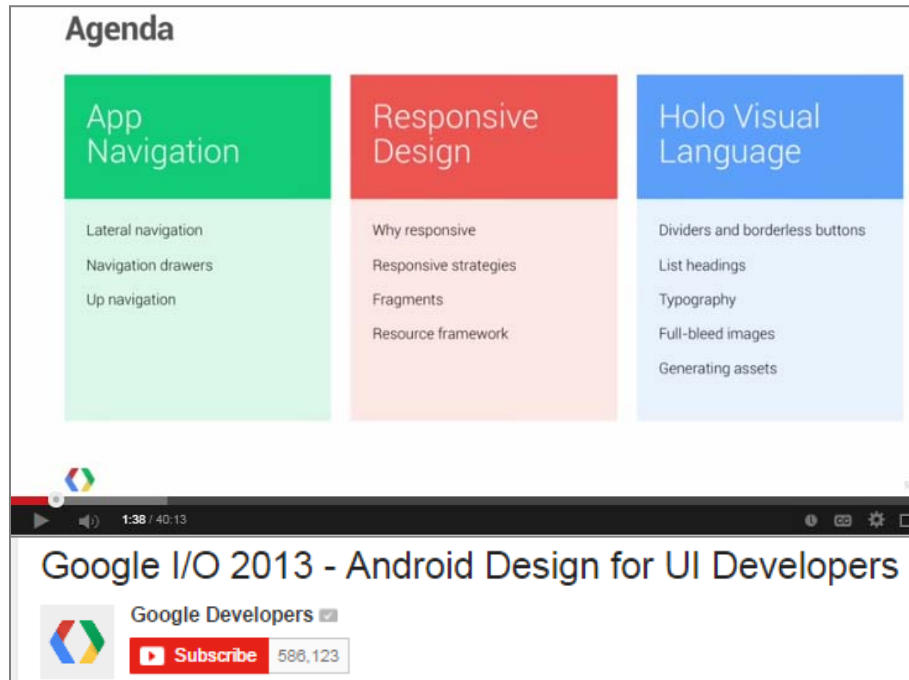 Agenda
App
Navigation
Lateral navigation
Navigation drawers
Up navigation
Responsive
Design
Why responsive
Responsive strategies
Fragments
Resource framework
Holo Visual
Language
Dividers and borderless buttons
List headings
Typography
Full-bleed images
Generating assets
1:38 / 40:13
CC
Google I/O 2013 - Android Design for UI Developers
Google Developers
Subscribe 586,123